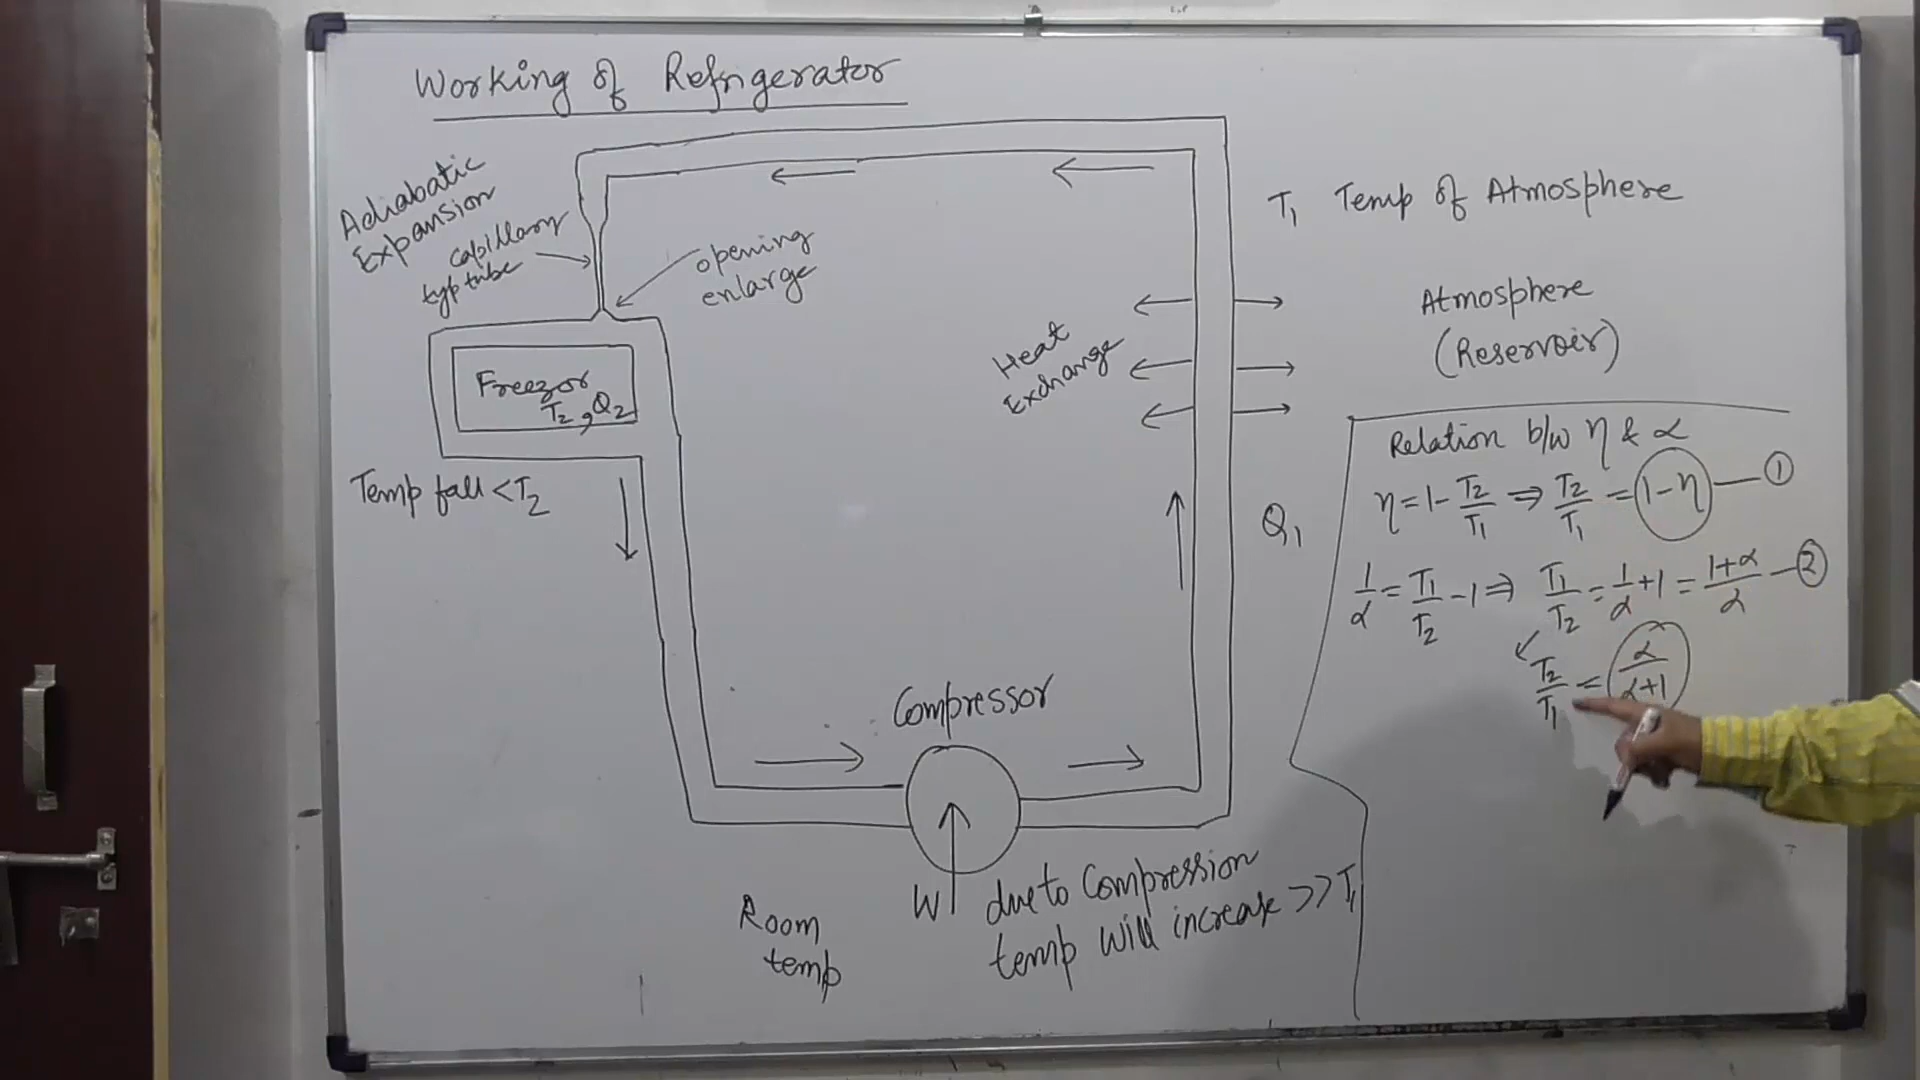 Working of Refrigerator
Adiabatic
Expansion
capillary
typ tube
opening
enlarge
Freezor
T₂, Q₂
Temp fall < T₂
Heat
Exchange
T₁ Temp of Atmosphere
Atmosphere
(Reservoir)
Q₁
Compressor
W
due to Compression
temp will increase >> T₁
Room
temp
Relation b/w η & α
η = 1 - T₂/T₁ ⇒ T₂/T₁ = 1 - η — ①
1/α = T₁/T₂ - 1 ⇒ T₁/T₂ = 1/α + 1 = 1+α/α — ②
T₂/T₁ = α/α+1